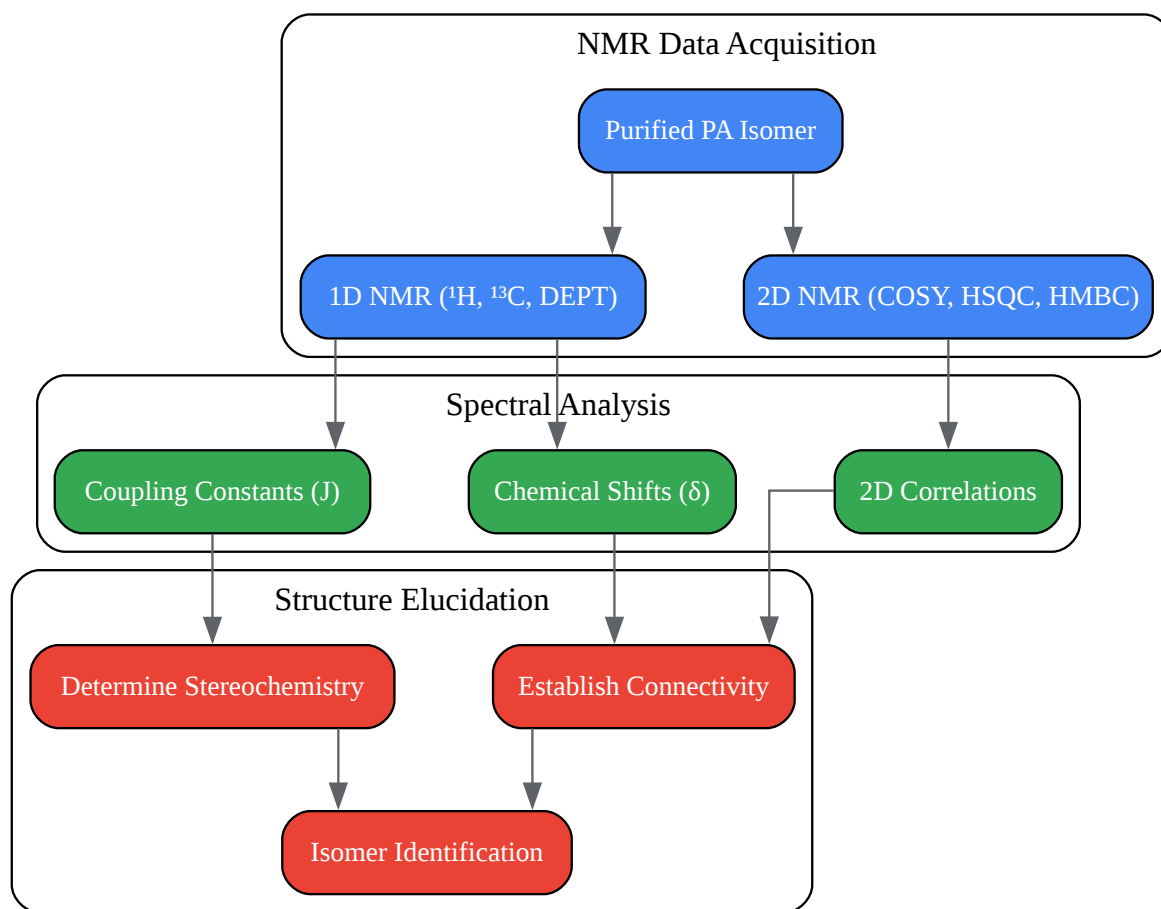 NMR Data Acquisition
Purified PA Isomer
1D NMR (¹H, ¹³C, DEPT)
2D NMR (COSY, HSQC, HMBC)
Spectral Analysis
Coupling Constants (J)
Chemical Shifts (δ)
2D Correlations
Structure Elucidation
Determine Stereochemistry
Establish Connectivity
Isomer Identification